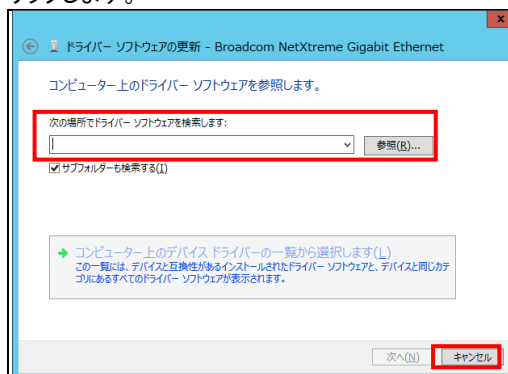 リックします。
x
ドライバー ソフトウェアの更新 - Broadcom NetXtreme Gigabit Ethernet
コンピューター上のドライバー ソフトウェアを参照します。
次の場所でドライバー ソフトウェアを検索します:
参照(R)...
サブフォルダーも検索する(I)
コンピューター上のデバイス ドライバーの一覧から選択します(L)
この一覧には、デバイスと互換性があるインストールされたドライバー ソフトウェアと、デバイスと同じカテ
ゴリにあるすべてのドライバー ソフトウェアが表示されます。
次へ(N)
キャンセル